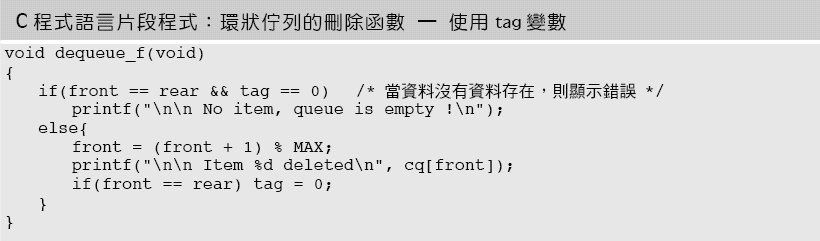 C 程式語言片段程式：環狀佇列的刪除函數 一 使用 tag 變數
void dequeue_f(void)
{
    if(front == rear && tag == 0)   /* 當資料沒有資料存在，則顯示錯誤 */
        printf("\n\n No item, queue is empty !\n");
    else{
        front = (front + 1) % MAX;
        printf("\n\n Item %d deleted\n", cq[front]);
        if(front == rear) tag = 0;
    }
}